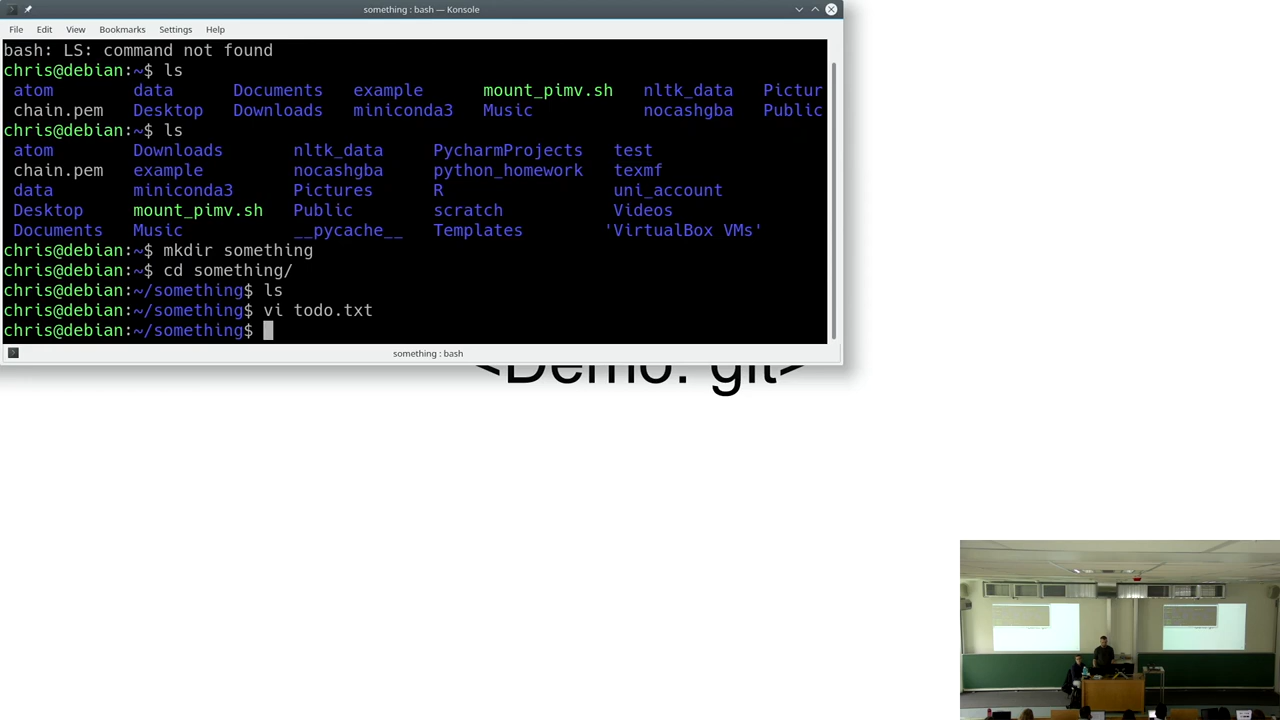 something : bash — Konsole
File Edit View Bookmarks Settings Help
bash: LS: command not found
chris@debian:~$ ls
atom data Documents example mount_pimv.sh nltk_data Pictur
chain.pem Desktop Downloads miniconda3 Music nocashgba Public
chris@debian:~$ ls
atom Downloads nltk_data PycharmProjects test
chain.pem example nocashgba python_homework texmf
data miniconda3 Pictures R uni_account
Desktop mount_pimv.sh Public scratch Videos
Documents Music __pycache__ Templates 'VirtualBox VMs'
chris@debian:~$ mkdir something
chris@debian:~$ cd something/
chris@debian:~/something$ ls
chris@debian:~/something$ vi todo.txt
chris@debian:~/something$
something : bash
<Demo: git>